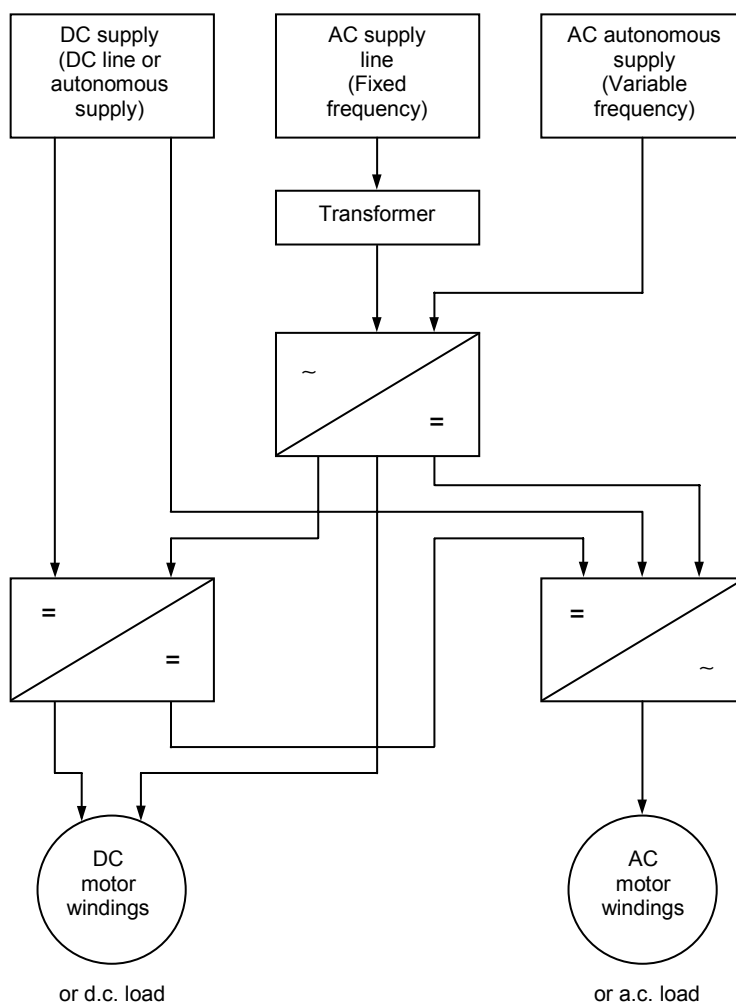 DC supply
(DC line or
autonomous
supply)
AC supply
line
(Fixed
frequency)
AC autonomous
supply
(Variable
frequency)
Transformer
~
=
=
=
=
~
DC
motor
windings
AC
motor
windings
or d.c. load
or a.c. load